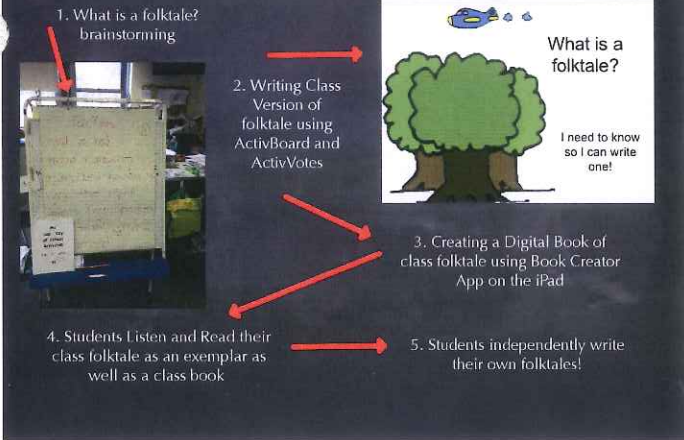 1. What is a folktale?
brainstorming
2. Writing Class
Version of
folktale using
ActivBoard and
ActivVotes
What is a
folktale?
I need to know
so I can write
one!
3. Creating a Digital Book of
class folktale using Book Creator
App on the iPad
4. Students Listen and Read their
class folktale as an exemplar as
well as a class book
5. Students independently write
their own folktales!